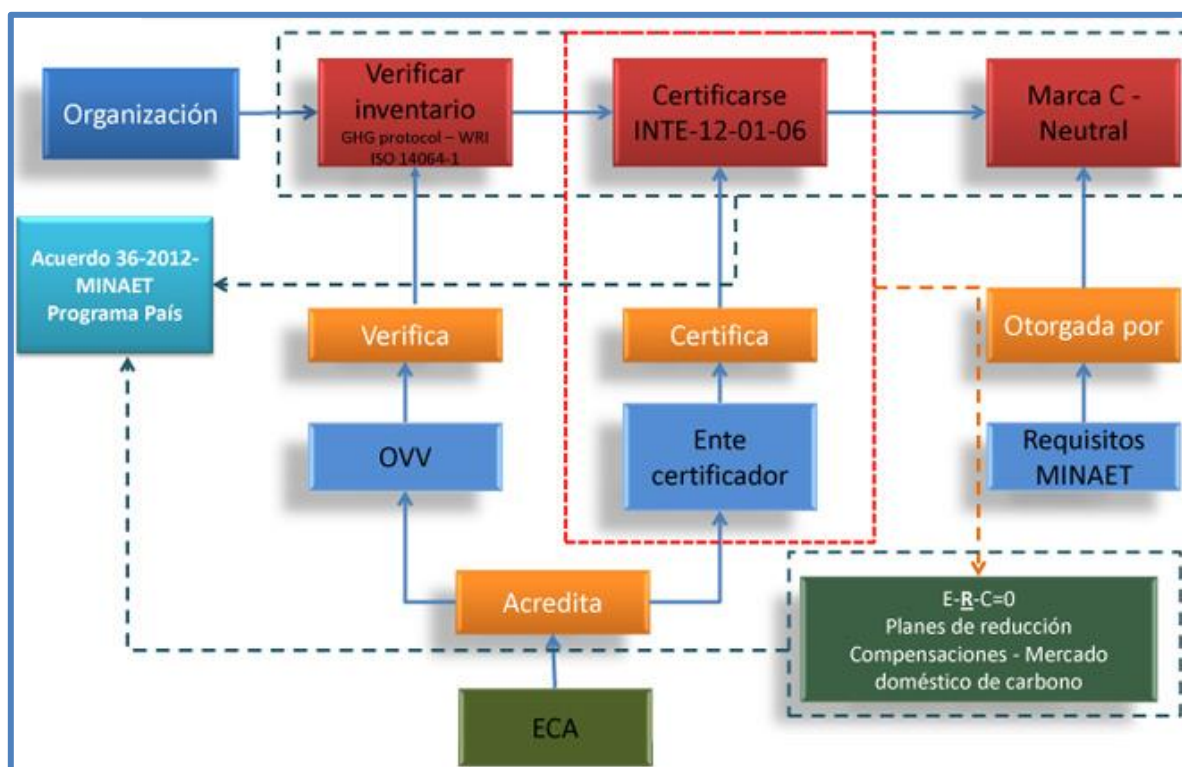 Organización
Verificar
inventario
GHG protocol – WRI
ISO 14064-1
Certificarse
INTE-12-01-06
Marca C -
Neutral
Acuerdo 36-2012-
MINAET
Programa País
Verifica
Certifica
Otorgada por
OVV
Ente
certificador
Requisitos
MINAET
Acredita
E-R-C=0
Planes de reducción
Compensaciones - Mercado
doméstico de carbono
ECA